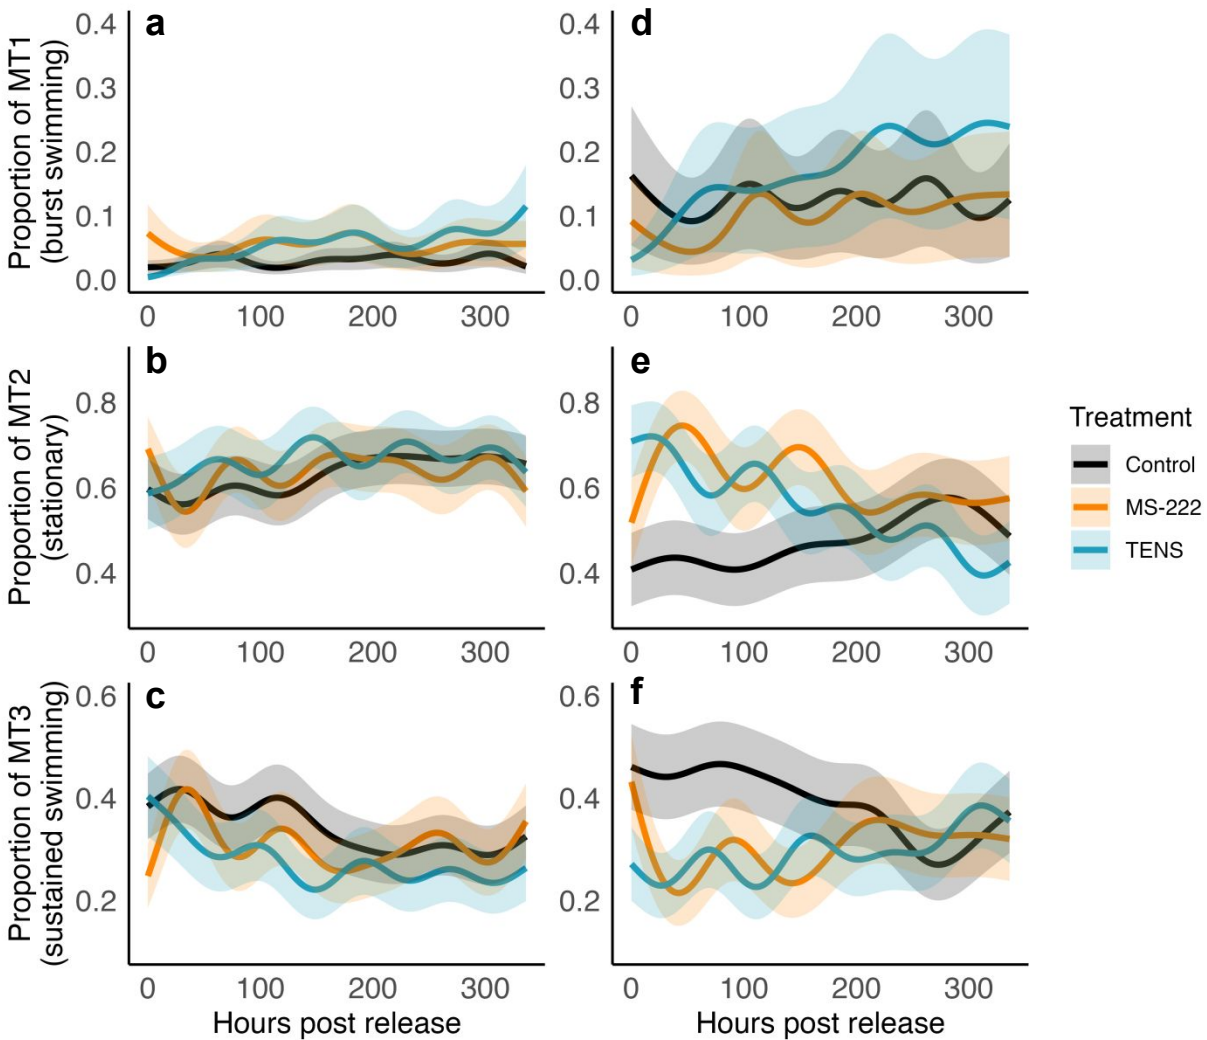 a
d
Proportion of MT1
(burst swimming)
0.4
0.3
0.2
0.1
0.0
0.4
0.3
0.2
0.1
0.0
0 100 200 300
0 100 200 300
b
e
Proportion of MT2
(stationary)
0.8
0.6
0.4
0.8
0.6
0.4
0 100 200 300
0 100 200 300
Treatment
Control
MS-222
TENS
c
f
Proportion of MT3
(sustained swimming)
0.6
0.4
0.2
0.6
0.4
0.2
0 100 200 300
0 100 200 300
Hours post release
Hours post release